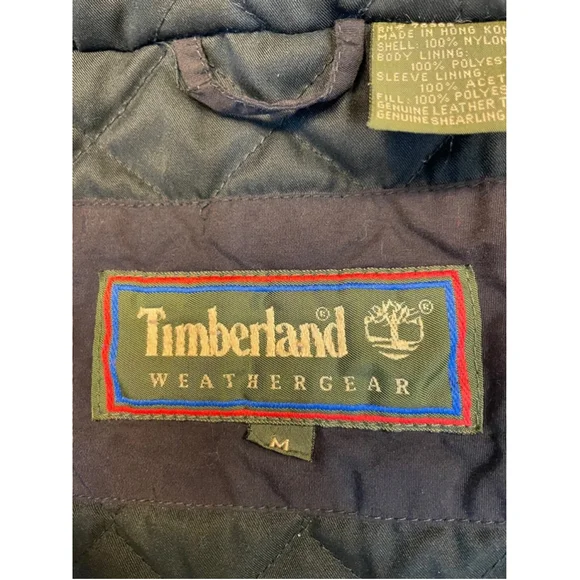 MADE IN HONG KON
SHELL: 100% NYLON
BODY LINING:
100% POLYEST
SLEEVE LINING:
100% ACET
FILL: 100% POLYES
GENUINE LEATHER T
GENUINE SHEARLING
Timberland®
®
WEATHERGEAR
M